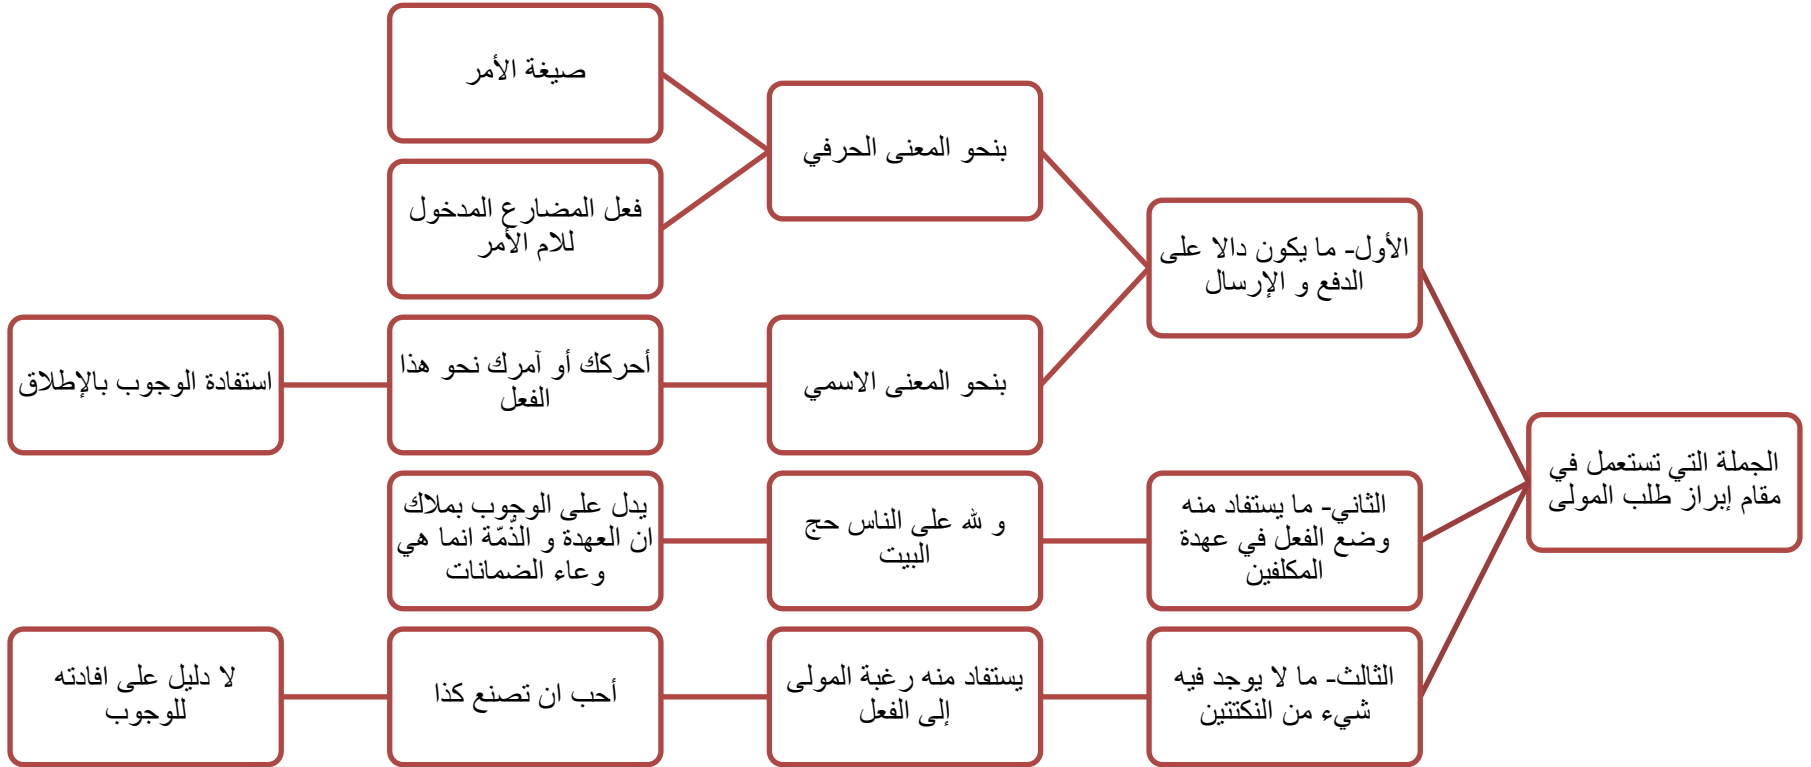 الجملة التي تستعمل في
مقام إبراز طلب المولى
الأول- ما يكون دالا على
الدفع و الإرسال
بنحو المعنى الحرفي
صيغة الأمر
فعل المضارع المدخول
للام الأمر
بنحو المعنى الاسمي
أحركك أو آمرك نحو هذا
الفعل
استفادة الوجوب بالإطلاق
الثاني- ما يستفاد منه
وضع الفعل في عهدة
المكلفين
و لله على الناس حج
البيت
يدل على الوجوب بملاك
ان العهدة و الذّمّة انما هي
وعاء الضمانات
الثالث- ما لا يوجد فيه
شيء من النكتتين
يستفاد منه رغبة المولى
إلى الفعل
أحب ان تصنع كذا
لا دليل على افادته
للوجوب